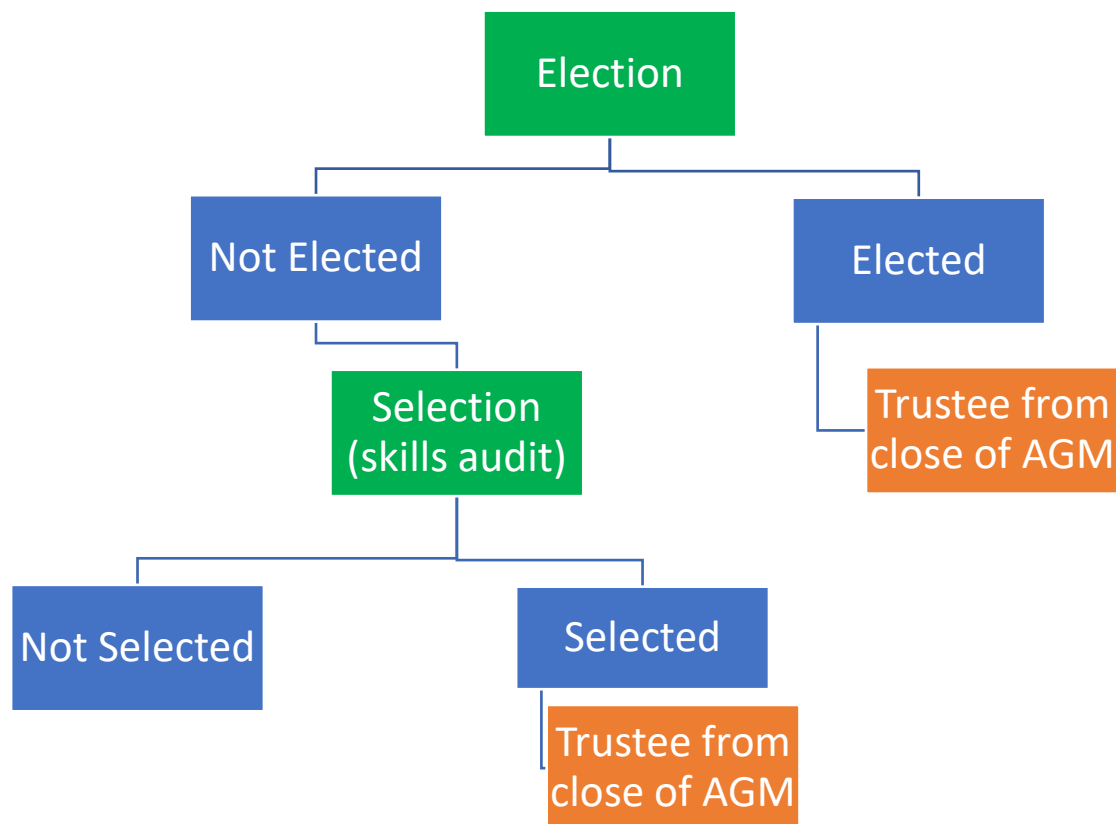 Election
Not Elected
Elected
Selection
(skills audit)
Trustee from
close of AGM
Not Selected
Selected
Trustee from
close of AGM